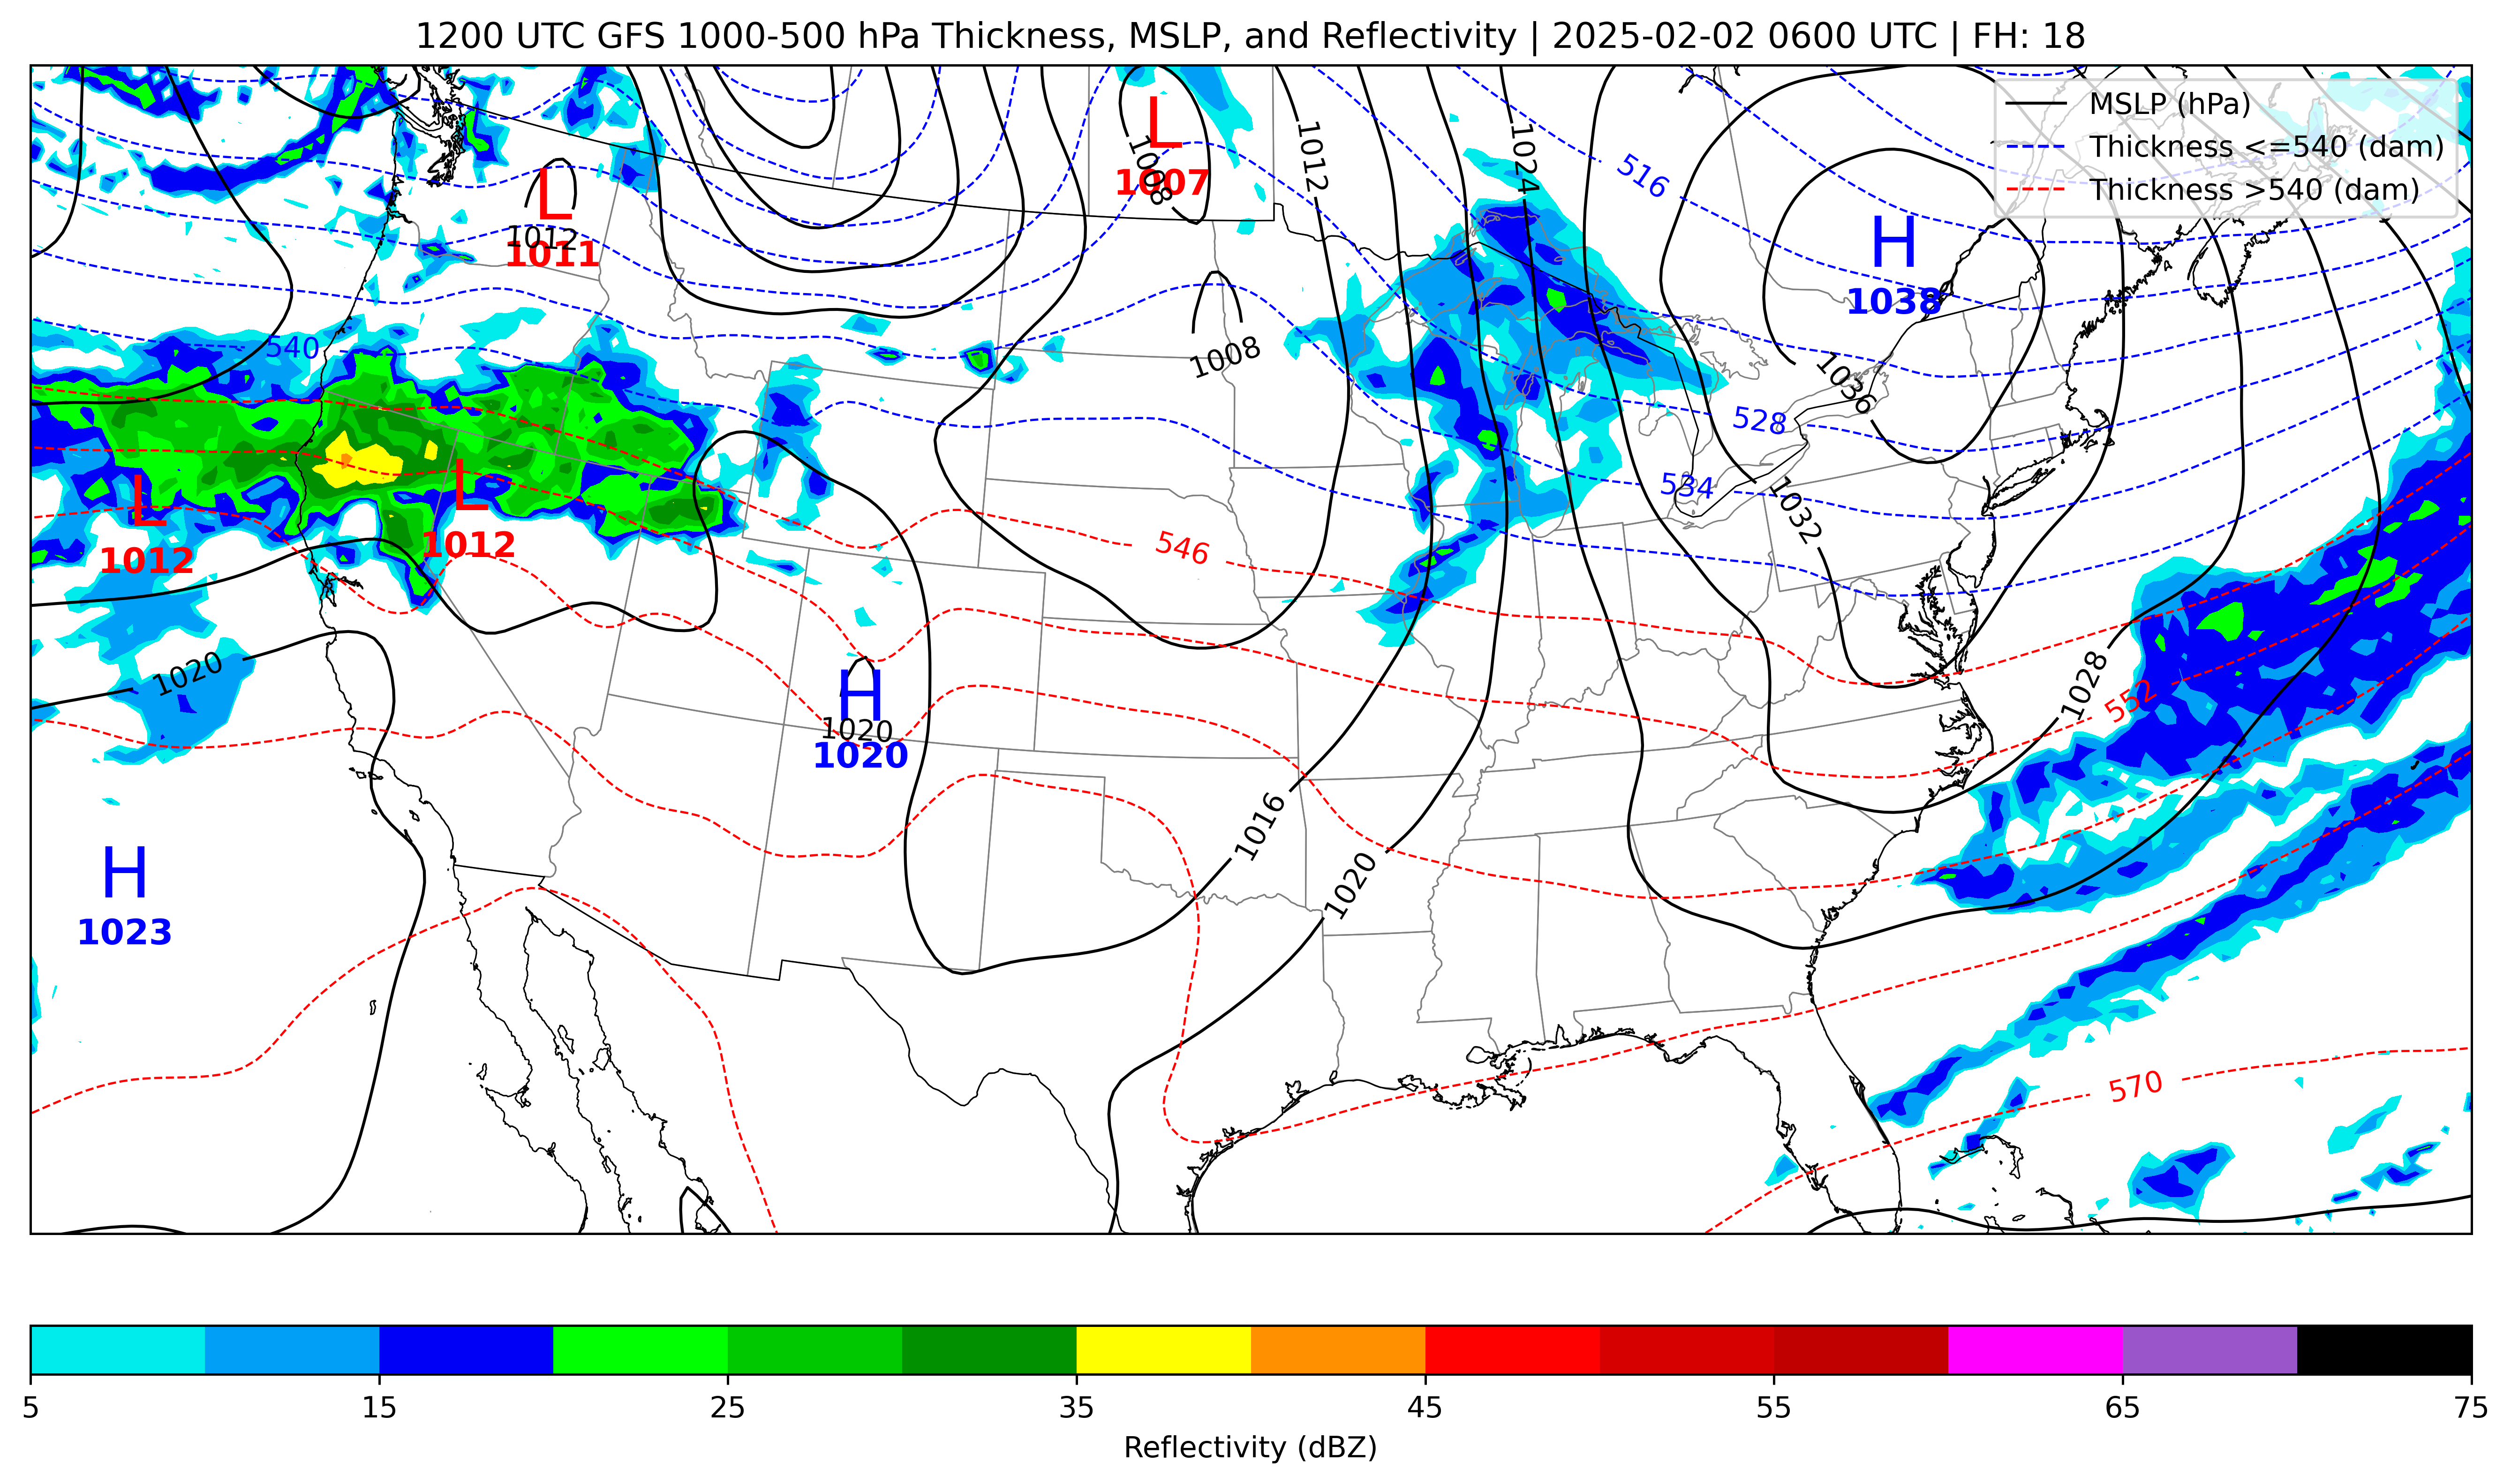 1200 UTC GFS 1000-500 hPa Thickness, MSLP, and Reflectivity | 2025-02-02 0600 UTC | FH: 18
MSLP (hPa)
Thickness <=540 (dam)
Thickness >540 (dam)
L
1007
1008
1012
1024
516
L
1012
1011
H
1038
540
1008
1036
528
534
L
1012
L
1012
1032
546
1020
H
1020
1020
1028
552
1016
1020
H
1023
570
5 15 25 35 45 55 65 75
Reflectivity (dBZ)